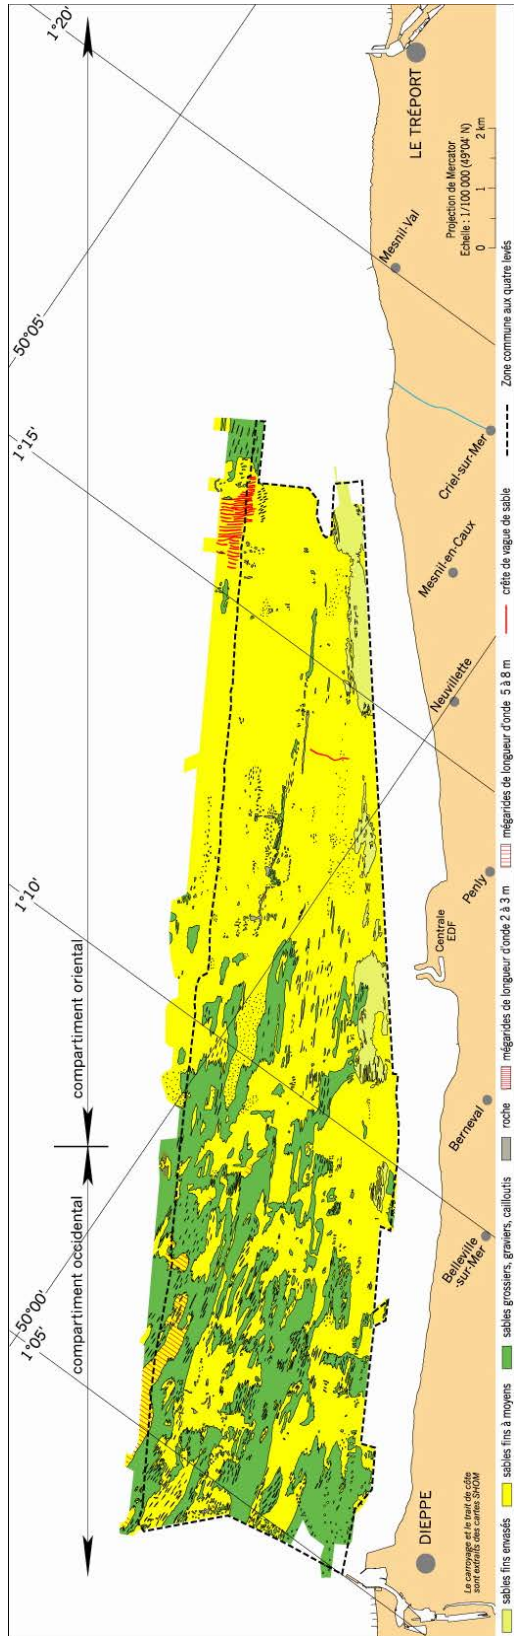 compartiment occidental
compartiment oriental
1°05'
50°00'
1°10'
1°15'
50°05'
1°20'
DIEPPE
Belleville
-sur-Mer
Berneval
Centrale
EDF
Penly
Neuvillette
Mesnil-en-Caux
Criel-sur-Mer
Mesnil-Val
LE TRÉPORT
Le carroyage et le trait de côte
sont extraits des cartes SHOM
Projection de Mercator
Echelle : 1/100 000 (49°04' N)
0 1 2 km
sables fins envasés
sables fins à moyens
sables grossiers, graviers, cailloutis
roche
mégarides de longueur d'onde 2 à 3 m
mégarides de longueur d'onde 5 à 8 m
crête de vague de sable
Zone commune aux quatre levés